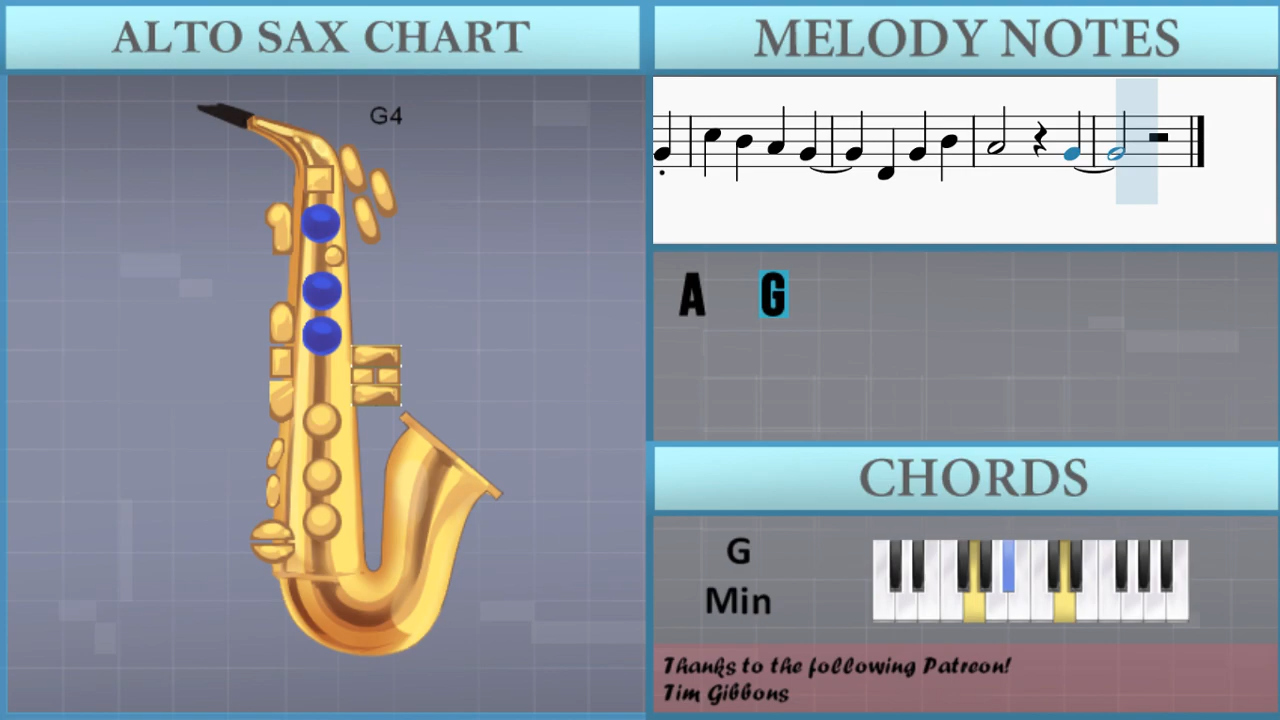 ALTO SAX CHART
MELODY NOTES
G4
A G
CHORDS
G
Min
Thanks to the following Patreon!
Tim Gibbons